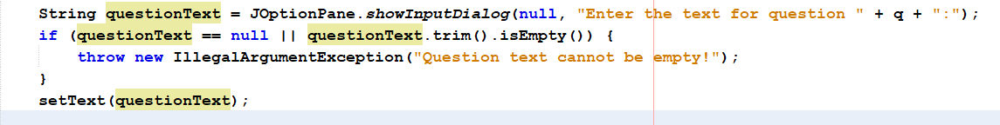 String questionText = JOptionPane.showInputDialog(null, "Enter the text for question " + q + ":");
if (questionText == null || questionText.trim().isEmpty()) {
throw new IllegalArgumentException("Question text cannot be empty!");
}
setText(questionText);